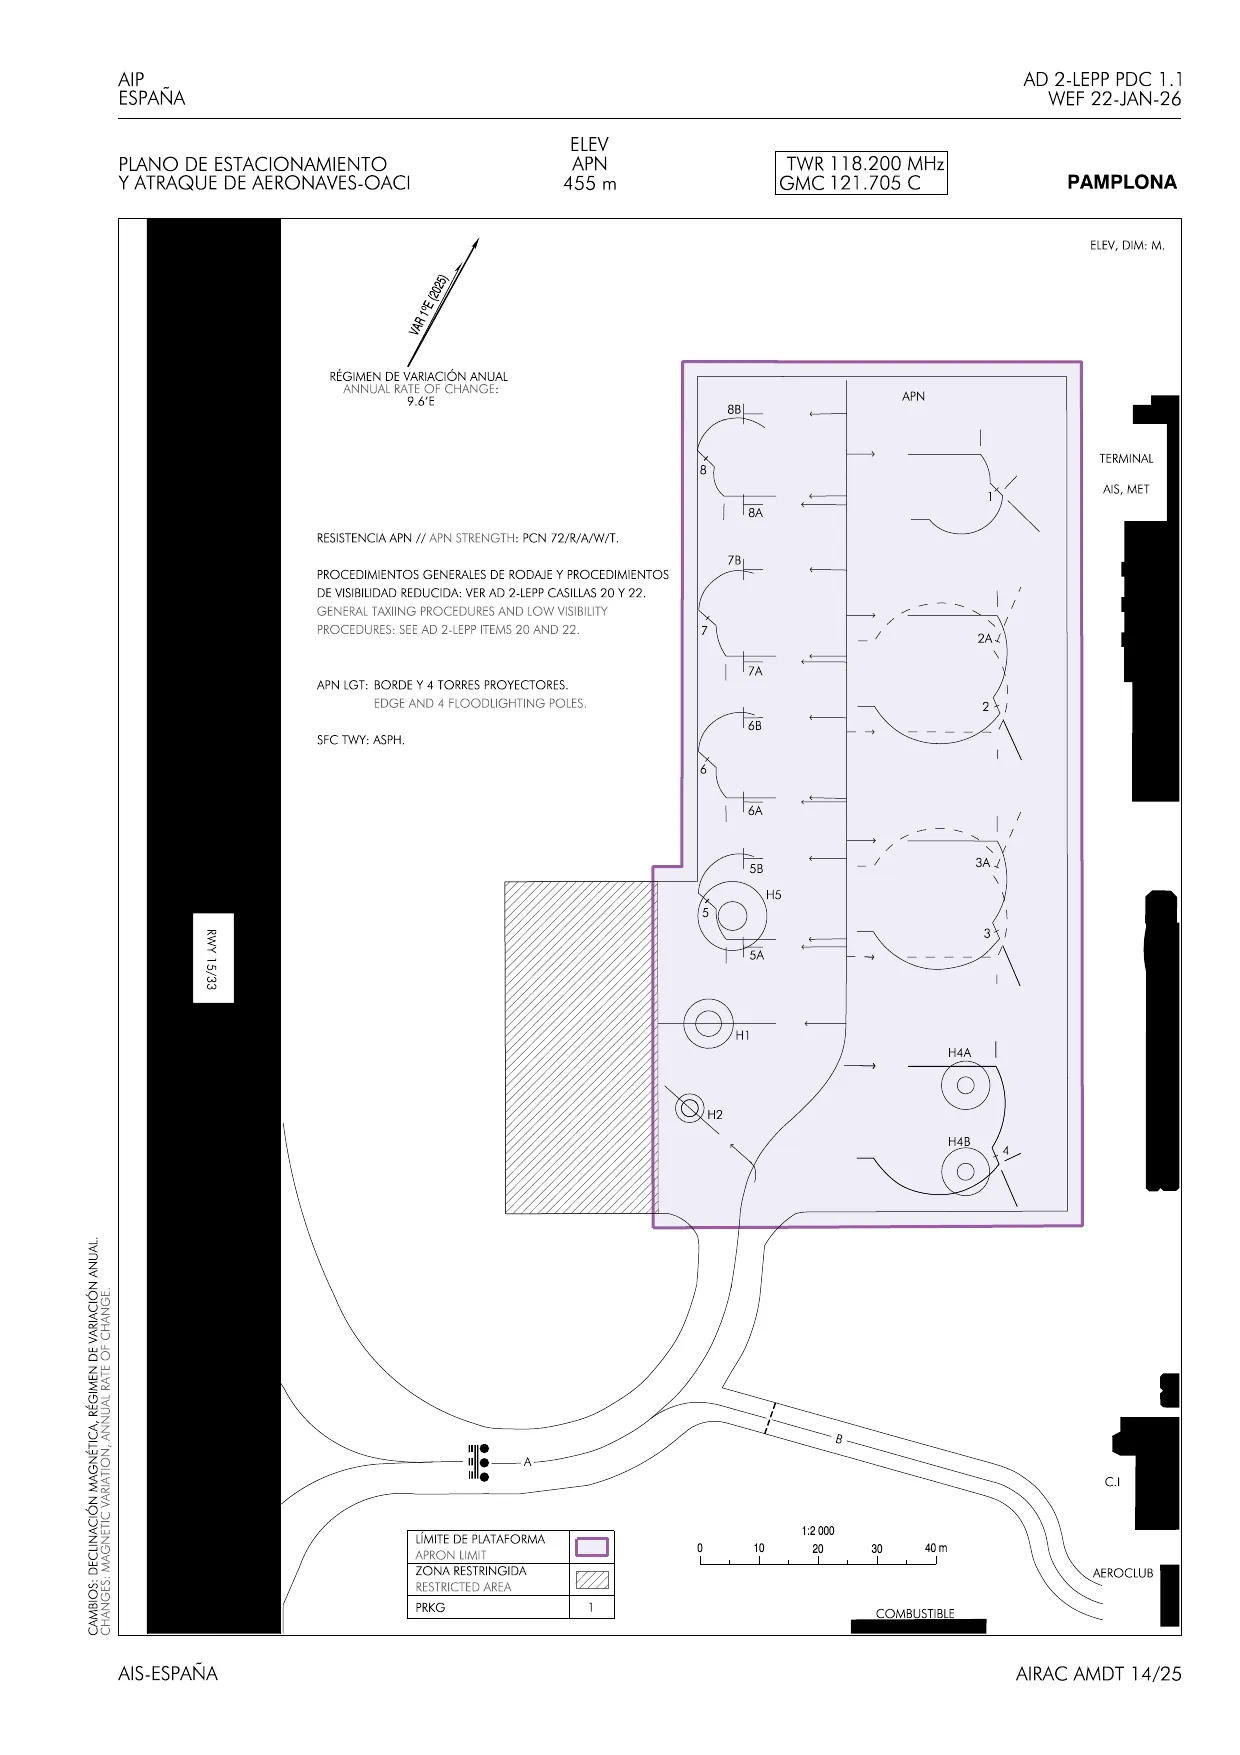 AIP
ESPAÑA
AD 2-LEPP PDC 1.1
WEF 22-JAN-26
PLANO DE ESTACIONAMIENTO
Y ATRAQUE DE AERONAVES-OACI
ELEV
APN
455 m
TWR 118.200 MHz
GMC 121.705 C
PAMPLONA
ELEV, DIM: M.
VAR 1ºE (2025)
RÉGIMEN DE VARIACIÓN ANUAL
ANNUAL RATE OF CHANGE:
9.6'E
APN
8B
8
8A
1
TERMINAL
AIS, MET
RESISTENCIA APN // APN STRENGTH: PCN 72/R/A/W/T.
PROCEDIMIENTOS GENERALES DE RODAJE Y PROCEDIMIENTOS
DE VISIBILIDAD REDUCIDA: VER AD 2-LEPP CASILLAS 20 Y 22.
GENERAL TAXIING PROCEDURES AND LOW VISIBILITY
PROCEDURES: SEE AD 2-LEPP ITEMS 20 AND 22.
APN LGT: BORDE Y 4 TORRES PROYECTORES.
EDGE AND 4 FLOODLIGHTING POLES.
SFC TWY: ASPH.
7B
7
7A
2A
2
6B
6
6A
5B
H5
5
5A
3A
3
RWY 15/33
H1
H2
H4A
H4B
4
A
B
C.I
AEROCLUB
COMBUSTIBLE
LÍMITE DE PLATAFORMA
APRON LIMIT
ZONA RESTRINGIDA
RESTRICTED AREA
PRKG 1
1:2 000
0 10 20 30 40 m
CAMBIOS: DECLINACIÓN MAGNÉTICA, RÉGIMEN DE VARIACIÓN ANUAL.
CHANGES: MAGNETIC VARIATION, ANNUAL RATE OF CHANGE.
AIS-ESPAÑA
AIRAC AMDT 14/25